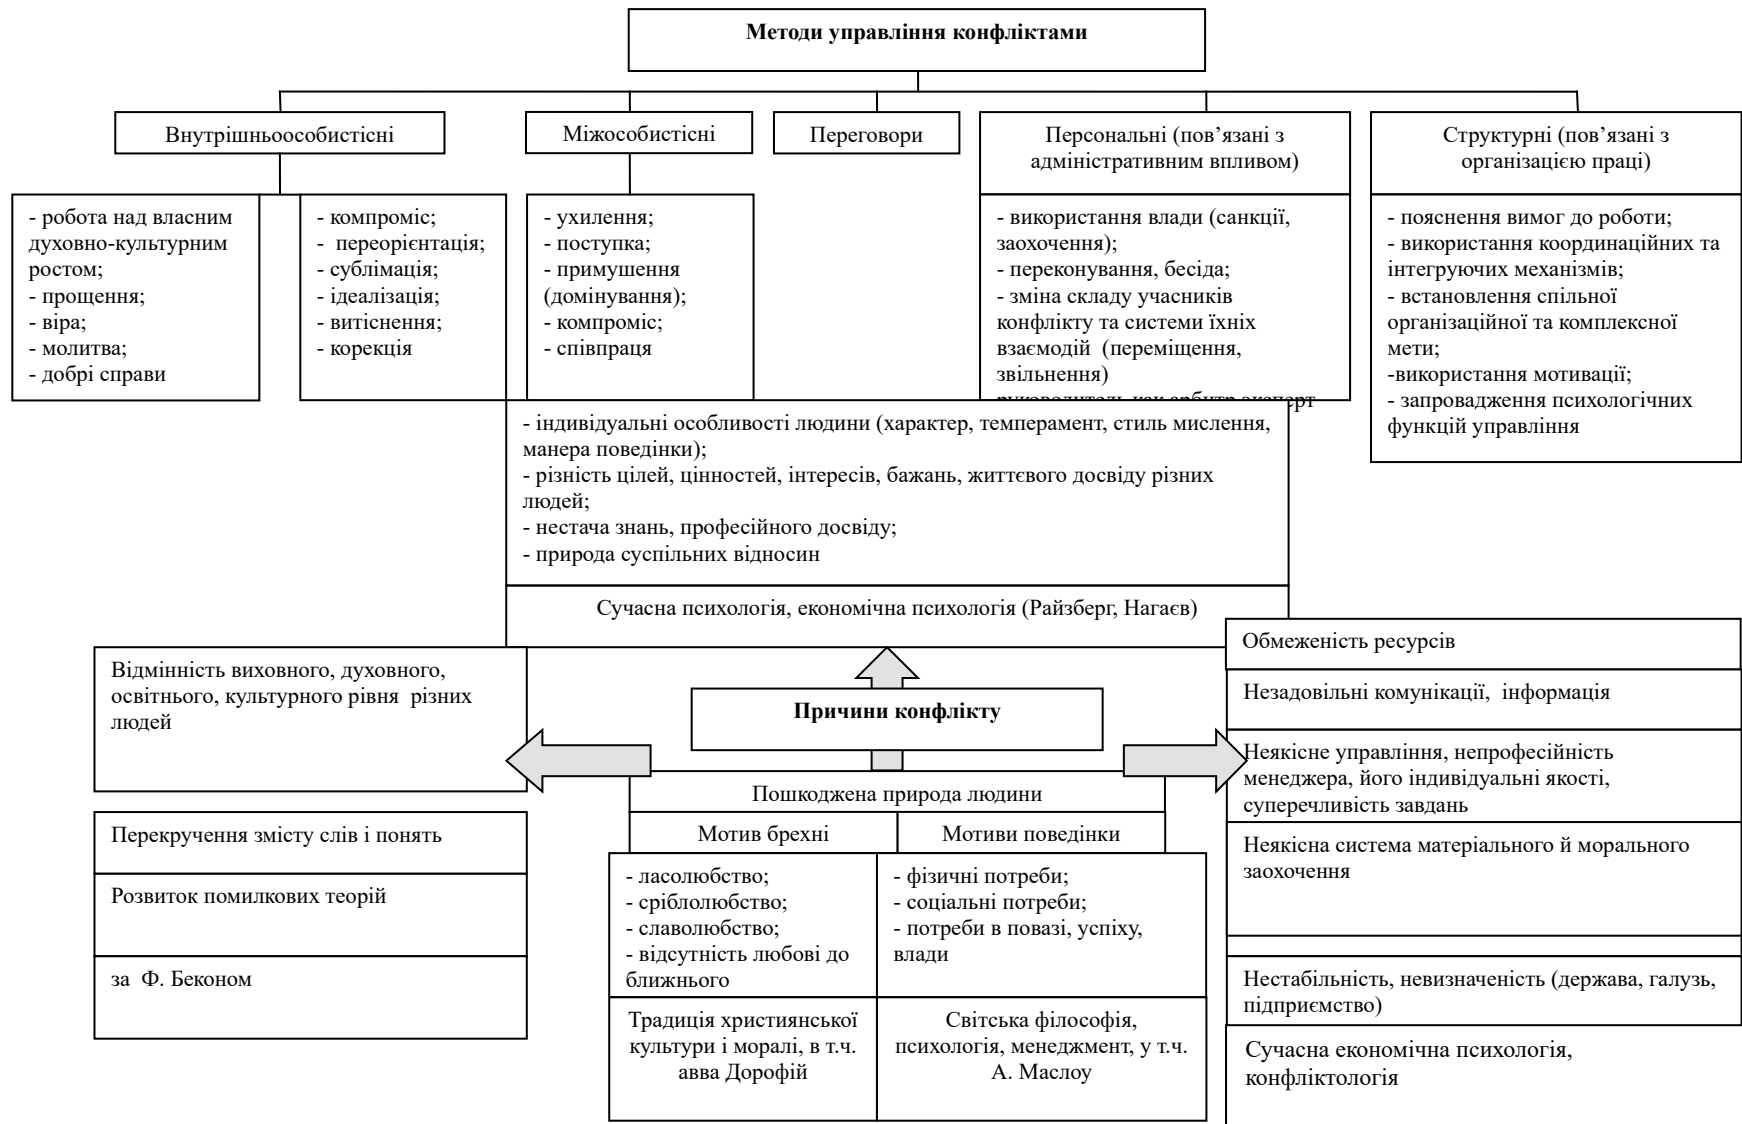 Методи управління конфліктами
Внутрішньоособистісні
Міжособистісні
Переговори
Персональні (пов’язані з
адміністративним впливом)
Структурні (пов’язані з
організацією праці)
- робота над власним
духовно-культурним
ростом;
- прощення;
- віра;
- молитва;
- добрі справи
- компроміс;
- переорієнтація;
- сублімація;
- ідеалізація;
- витіснення;
- корекція
- ухилення;
- поступка;
- примушення
(домінування);
- компроміс;
- співпраця
- використання влади (санкції,
заохочення);
- переконування, бесіда;
- зміна складу учасників
конфлікту та системи їхніх
взаємодій (переміщення,
звільнення)
- пояснення вимог до роботи;
- використання координаційних та
інтегруючих механізмів;
- встановлення спільної
організаційної та комплексної
мети;
-використання мотивації;
- запровадження психологічних
функцій управління
- індивідуальні особливості людини (характер, темперамент, стиль мислення,
манера поведінки);
- різність цілей, цінностей, інтересів, бажань, життєвого досвіду різних
людей;
- нестача знань, професійного досвіду;
- природа суспільних відносин
Сучасна психологія, економічна психологія (Райзберг, Нагаєв)
Причини конфлікту
Відмінність виховного, духовного,
освітнього, культурного рівня різних
людей
Перекручення змісту слів і понять
Розвиток помилкових теорій
за Ф. Беконом
Пошкоджена природа людини
Мотив брехні
Мотиви поведінки
- ласолюбство;
- сріблолюбство;
- славолюбство;
- відсутність любові до
ближнього
- фізичні потреби;
- соціальні потреби;
- потреби в повазі, успіху,
влади
Традиція християнської
культури і моралі, в т.ч.
авва Дорофій
Світська філософія,
психологія, менеджмент, у т.ч.
А. Маслоу
Обмеженість ресурсів
Незадовільні комунікації, інформація
Неякісне управління, непрофесійність
менеджера, його індивідуальні якості,
суперечливість завдань
Неякісна система матеріального й морального
заохочення
Нестабільність, невизначеність (держава, галузь,
підприємство)
Сучасна економічна психологія,
конфліктологія